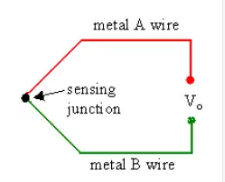 metal A wire
sensing
junction
Vo
metal B wire